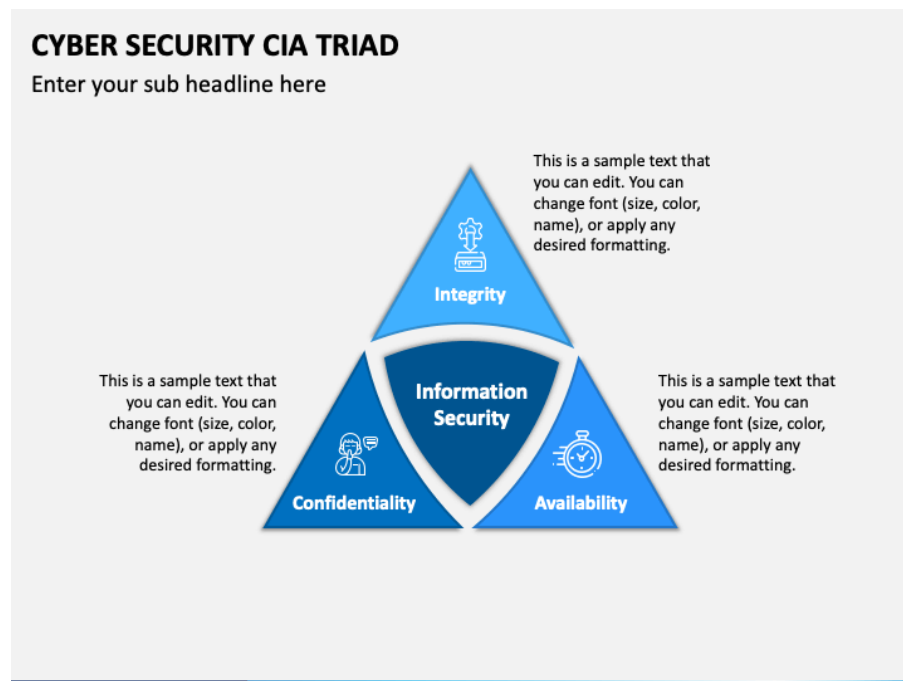 CYBER SECURITY CIA TRIAD
Enter your sub headline here
This is a sample text that
you can edit. You can
change font (size, color,
name), or apply any
desired formatting.
Integrity
This is a sample text that
you can edit. You can
change font (size, color,
name), or apply any
desired formatting.
Information
Security
This is a sample text that
you can edit. You can
change font (size, color,
name), or apply any
desired formatting.
Confidentiality
Availability